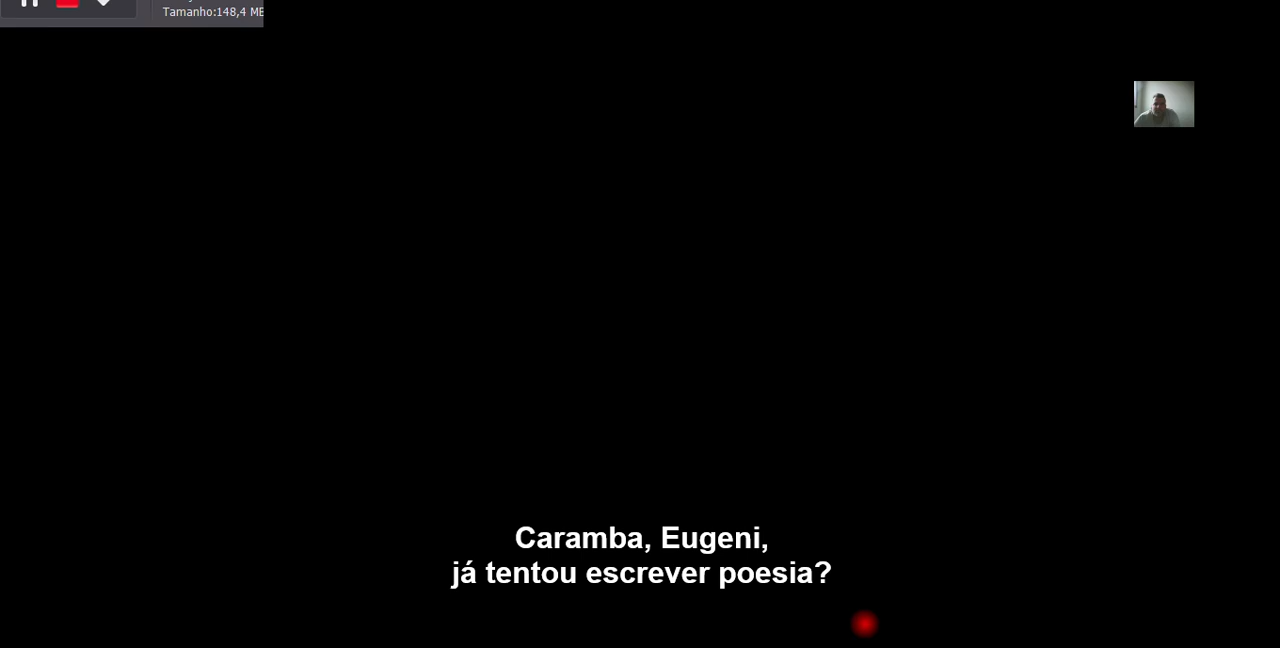 Tamanho:148,4 MB
Caramba, Eugeni,
já tentou escrever poesia?